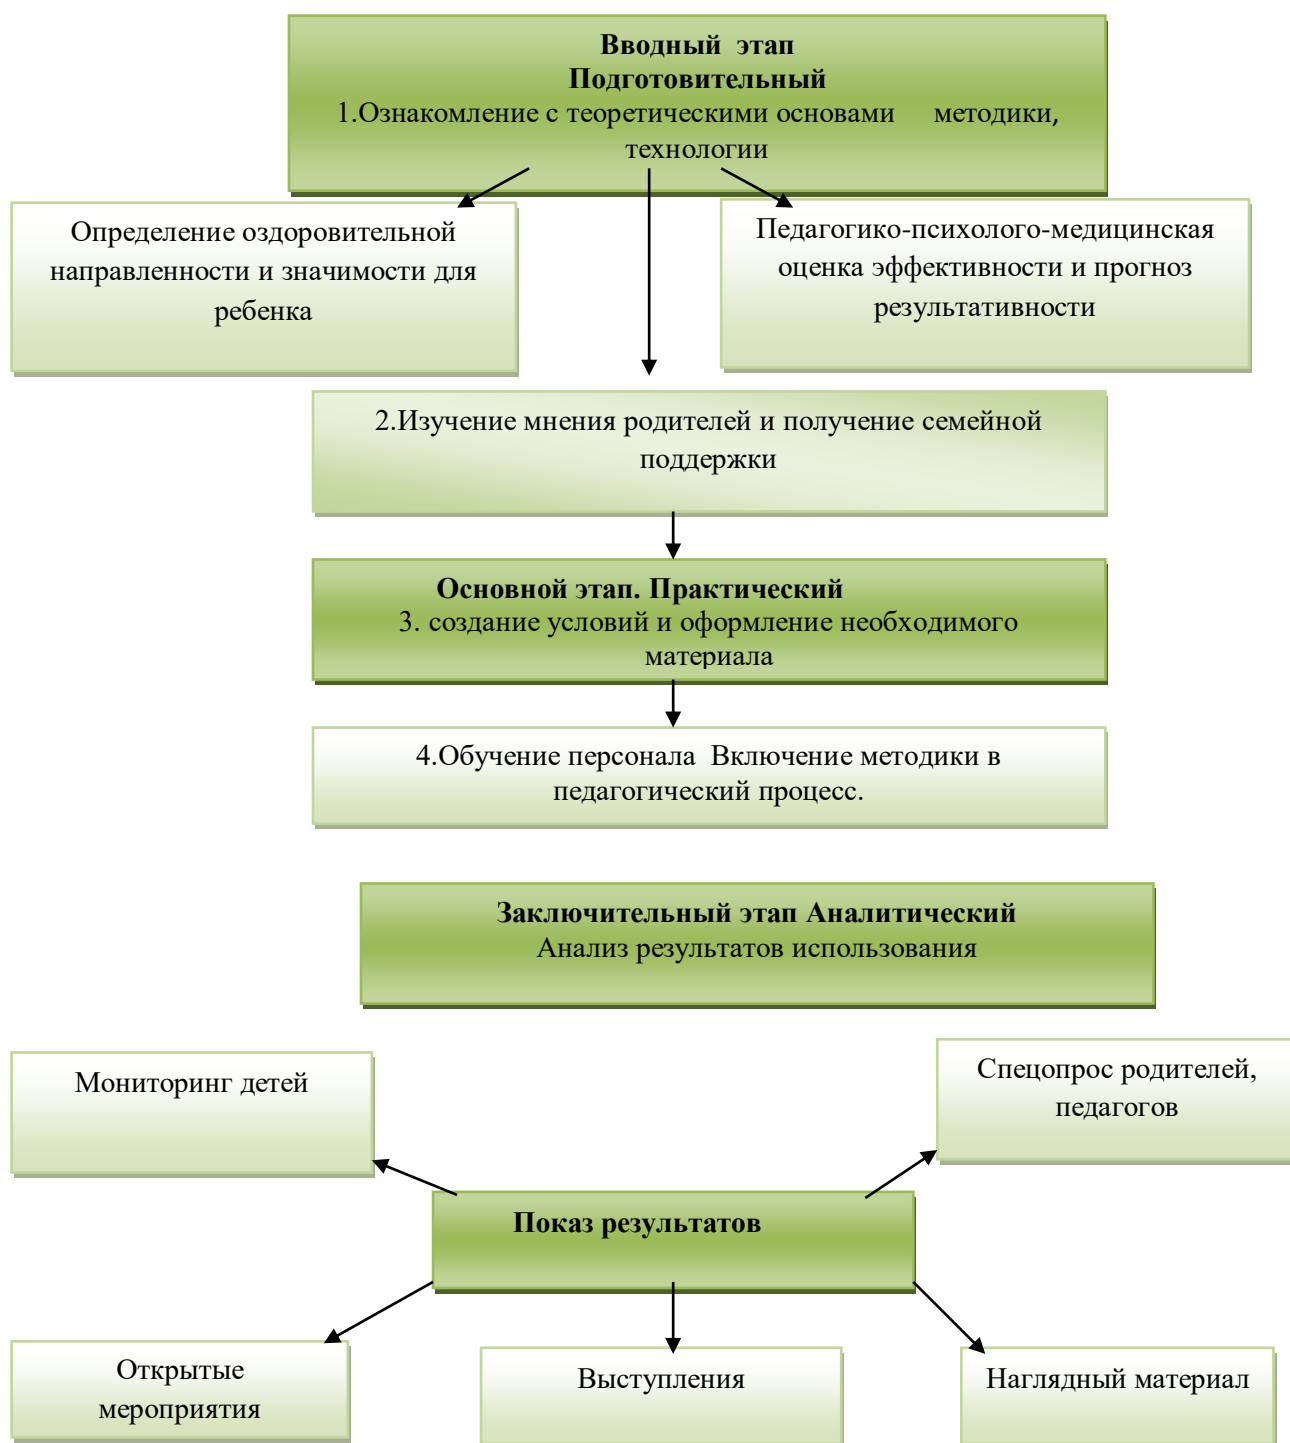 Вводный  этап
Подготовительный
1.Ознакомление с теоретическими основами    методики,
технологии
Определение оздоровительной
направленности и значимости для
ребенка
Педагогико-психолого-медицинская
оценка эффективности и прогноз
результативности
2.Изучение мнения родителей и получение семейной
поддержки
Основной этап. Практический
3. создание условий и оформление необходимого
материала
4.Обучение персонала  Включение методики в
педагогический процесс.
Заключительный этап Аналитический
Анализ результатов использования
Мониторинг детей
Спецопрос родителей,
педагогов
Показ результатов
Открытые
мероприятия
Выступления
Наглядный материал